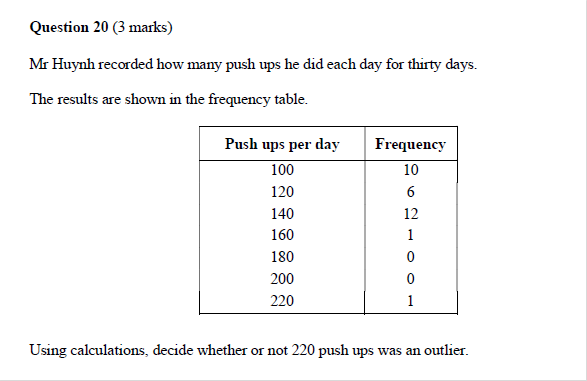 Question 20 (3 marks)
Mr Huynh recorded how many push ups he did each day for thirty days.
The results are shown in the frequency table.
Push ups per day Frequency
100 10
120 6
140 12
160 1
180 0
200 0
220 1
Using calculations, decide whether or not 220 push ups was an outlier.